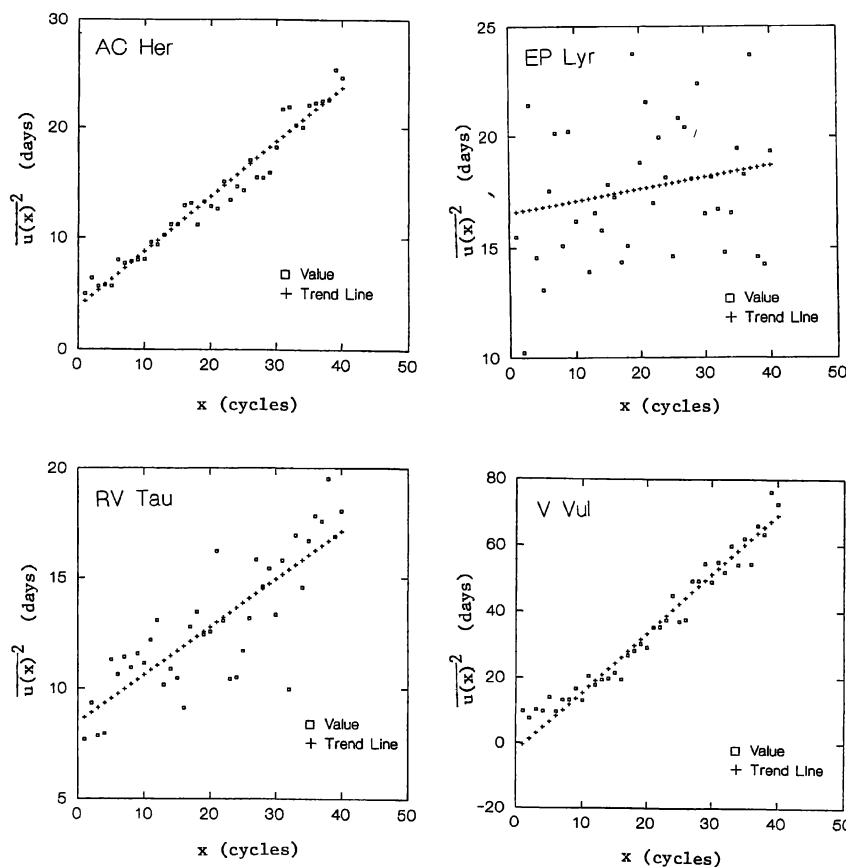 AC Her
30
20
10
0
u(x)² (days)
0 10 20 30 40 50
x (cycles)
□ Value
+ Trend Line
EP Lyr
25
20
15
10
u(x)² (days)
0 10 20 30 40 50
x (cycles)
□ Value
+ Trend Line
RV Tau
20
15
10
5
u(x)² (days)
0 10 20 30 40 50
x (cycles)
□ Value
+ Trend Line
V Vul
80
60
40
20
0
-20
u(x)² (days)
0 10 20 30 40 50
x (cycles)
□ Value
+ Trend Line